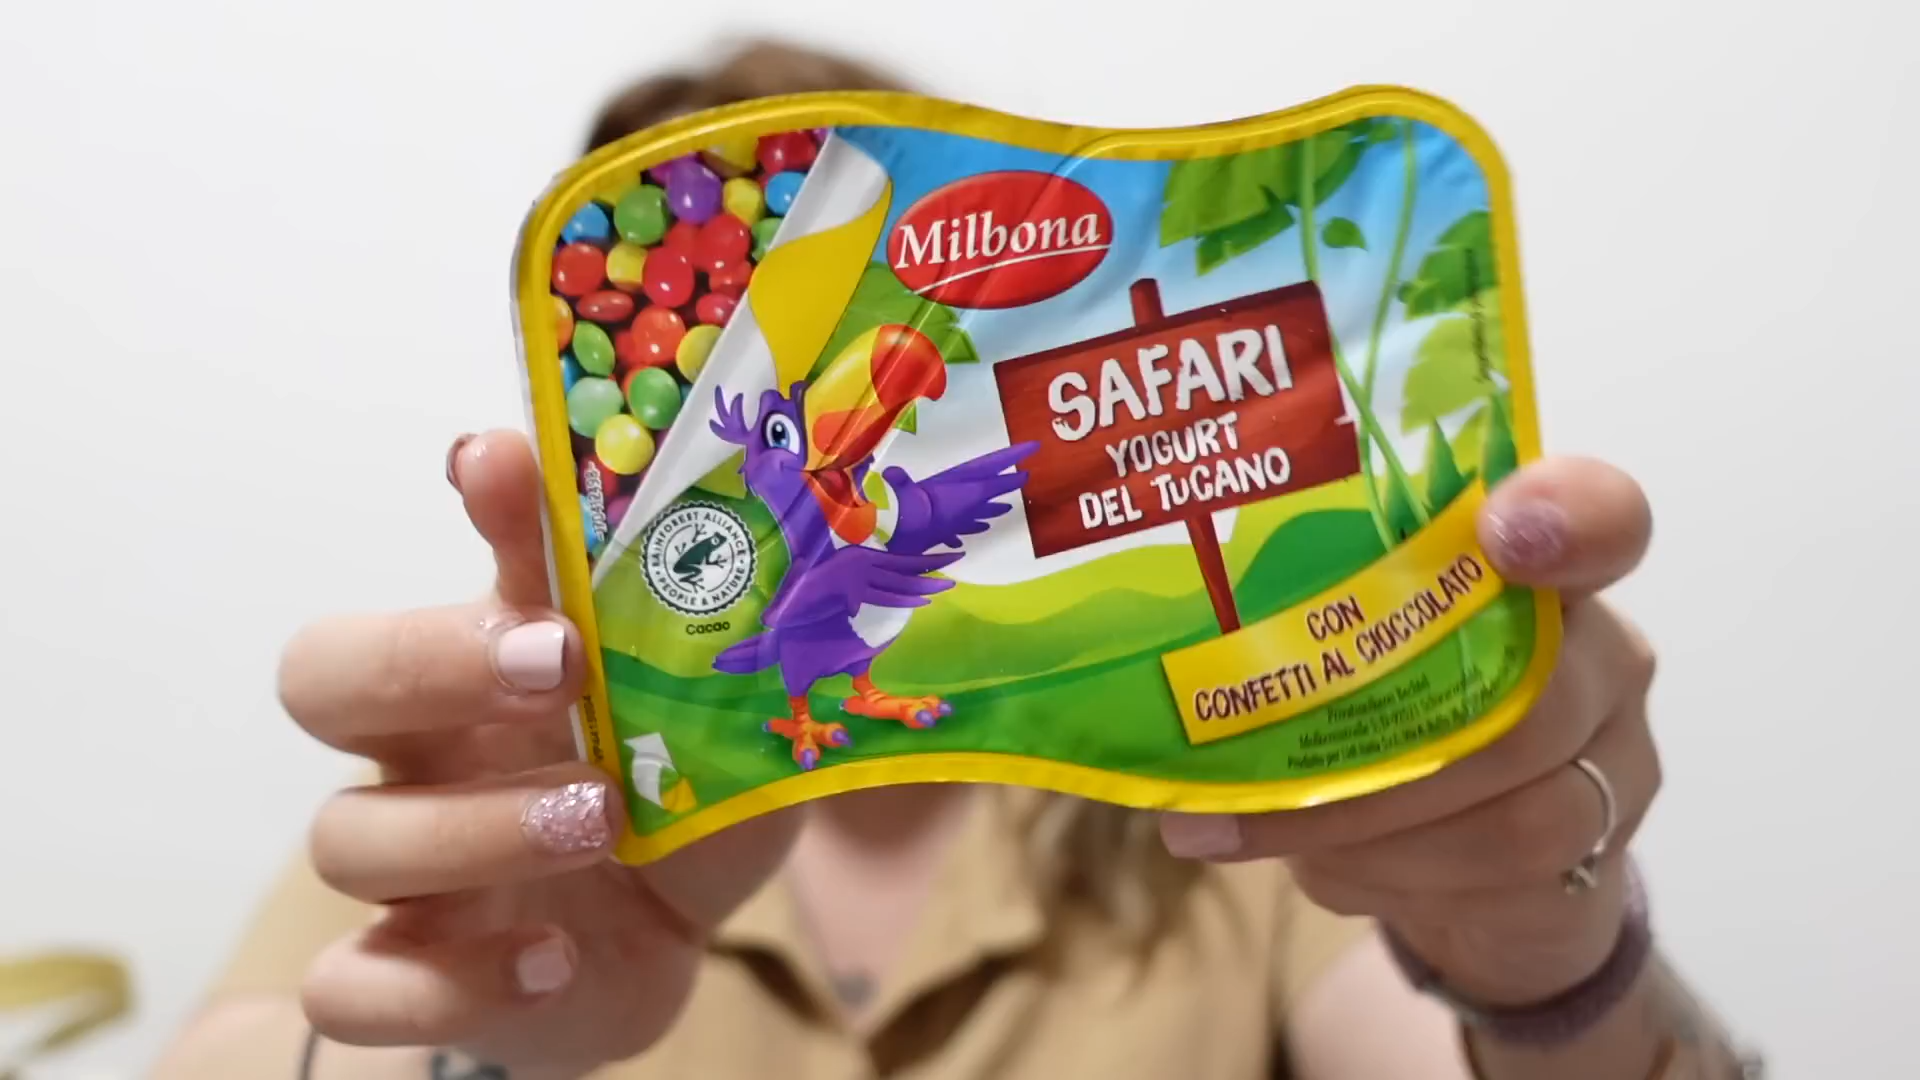 Milbona
SAFARI
YOGURT
DEL TUCANO
RAINFOREST ALLIANCE
PEOPLE & NATURE
Cacao
CON
CONFETTI AL CIOCCOLATO